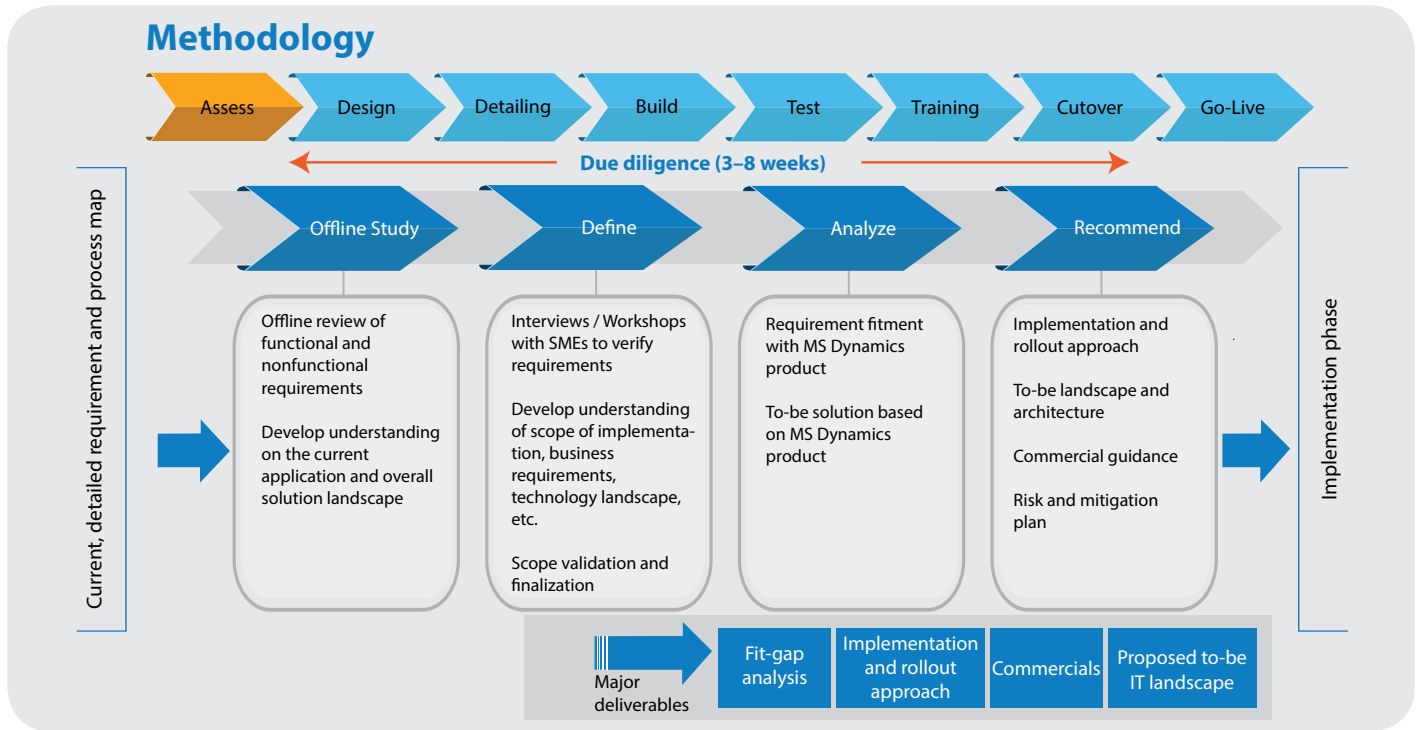 Methodology
Assess
Design
Detailing
Build
Test
Training
Cutover
Go-Live
Due diligence (3–8 weeks)
Current, detailed requirement and process map
Offline Study
Define
Analyze
Recommend
Offline review of
functional and
nonfunctional
requirements
Develop understanding
on the current
application and overall
solution landscape
Interviews / Workshops
with SMEs to verify
requirements
Develop understanding
of scope of implementa-
tion, business
requirements,
technology landscape,
etc.
Scope validation and
finalization
Requirement fitment
with MS Dynamics
product
To-be solution based
on MS Dynamics
product
Implementation and
rollout approach
To-be landscape and
architecture
Commercial guidance
Risk and mitigation
plan
Implementation phase
Major
deliverables
Fit-gap
analysis
Implementation
and rollout
approach
Commercials
Proposed to-be
IT landscape